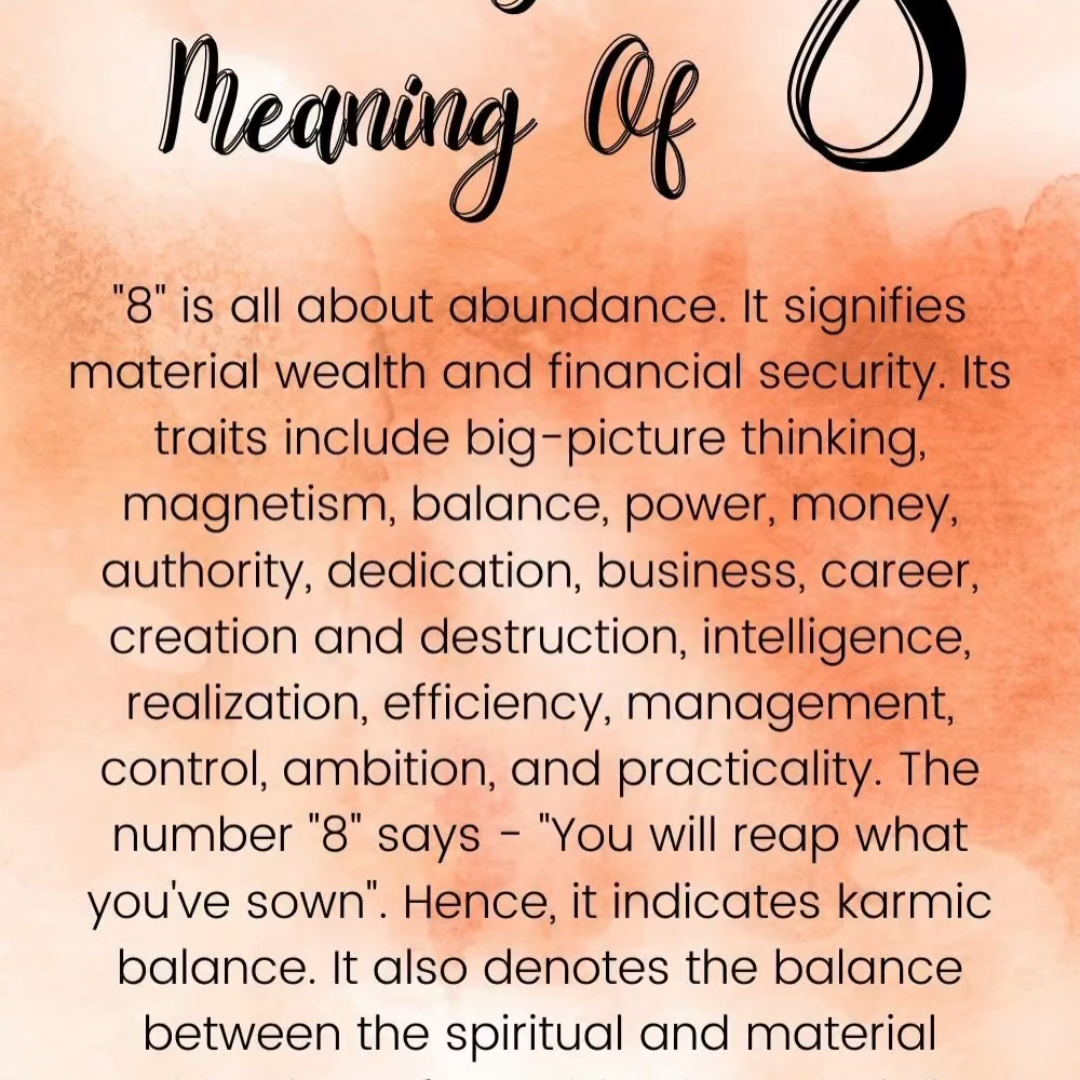 Meaning Of 8
"8" is all about abundance. It signifies
material wealth and financial security. Its
traits include big-picture thinking,
magnetism, balance, power, money,
authority, dedication, business, career,
creation and destruction, intelligence,
realization, efficiency, management,
control, ambition, and practicality. The
number "8" says - "You will reap what
you've sown". Hence, it indicates karmic
balance. It also denotes the balance
between the spiritual and material